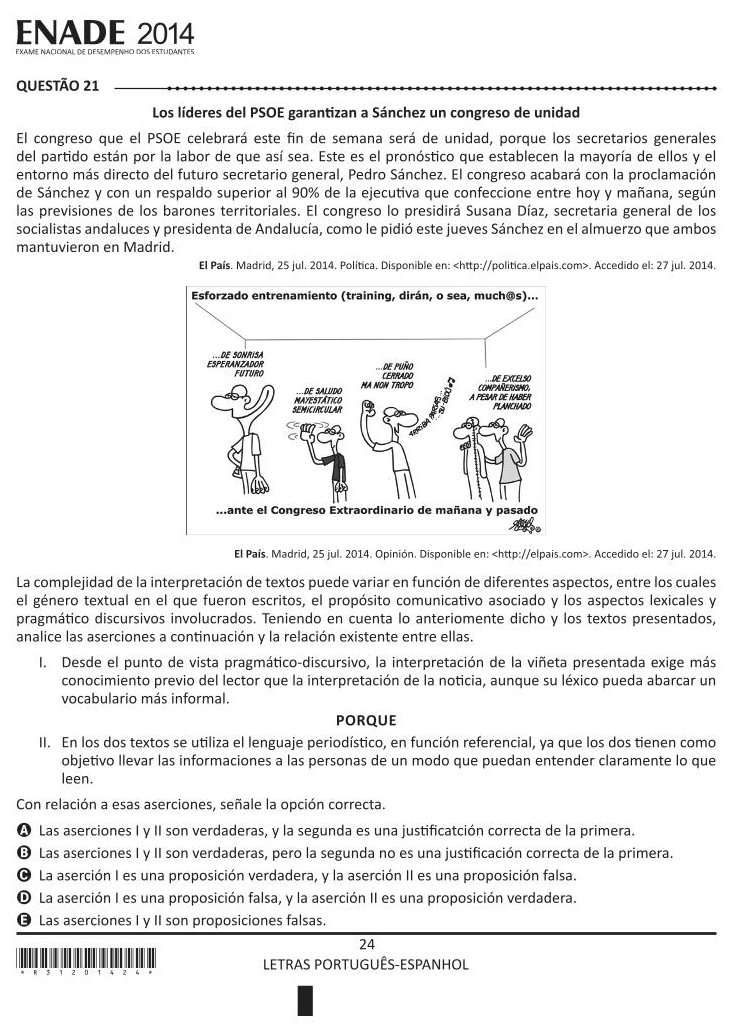 ENADE 2014
EXAME NACIONAL DE DESEMPENHO DOS ESTUDANTES
QUESTÃO 21
Los líderes del PSOE garantizan a Sánchez un congreso de unidad
El congreso que el PSOE celebrará este fin de semana será de unidad, porque los secretarios generales
del partido están por la labor de que así sea. Este es el pronóstico que establecen la mayoría de ellos y el
entorno más directo del futuro secretario general, Pedro Sánchez. El congreso acabará con la proclamación
de Sánchez y con un respaldo superior al 90% de la ejecutiva que confeccione entre hoy y mañana, según
las previsiones de los barones territoriales. El congreso lo presidirá Susana Díaz, secretaria general de los
socialistas andaluces y presidenta de Andalucía, como le pidió este jueves Sánchez en el almuerzo que ambos
mantuvieron en Madrid.
El País. Madrid, 25 jul. 2014. Política. Disponible en: <http://politica.elpais.com>. Accedido el: 27 jul. 2014.
Esforzado entrenamiento (training, dirán, o sea, much@s)...
...DE SONRISA
ESPERANZADOR
FUTURO
...DE SALUDO
MAYESTÁTICO
SEMICIRCULAR
...DE PUÑO
CERRADO
MA NON TROPO
ARRIBA PARIAS
...DE EXCELSO
COMPAÑERISMO,
A PESAR DE HABER
PLANCHADO
...ante el Congreso Extraordinario de mañana y pasado
El País. Madrid, 25 jul. 2014. Opinión. Disponible en: <http://elpais.com>. Accedido el: 27 jul. 2014.
La complejidad de la interpretación de textos puede variar en función de diferentes aspectos, entre los cuales
el género textual en el que fueron escritos, el propósito comunicativo asociado y los aspectos lexicales y
pragmático discursivos involucrados. Teniendo en cuenta lo anteriomente dicho y los textos presentados,
analice las aserciones a continuación y la relación existente entre ellas.
I. Desde el punto de vista pragmático-discursivo, la interpretación de la viñeta presentada exige más
conocimiento previo del lector que la interpretación de la noticia, aunque su léxico pueda abarcar un
vocabulario más informal.
PORQUE
II. En los dos textos se utiliza el lenguaje periodístico, en función referencial, ya que los dos tienen como
objetivo llevar las informaciones a las personas de un modo que puedan entender claramente lo que
leen.
Con relación a esas aserciones, señale la opción correcta.
A Las aserciones I y II son verdaderas, y la segunda es una justificatción correcta de la primera.
B Las aserciones I y II son verdaderas, pero la segunda no es una justificación correcta de la primera.
C La aserción I es una proposición verdadera, y la aserción II es una proposición falsa.
D La aserción I es una proposición falsa, y la aserción II es una proposición verdadera.
E Las aserciones I y II son proposiciones falsas.
24
LETRAS PORTUGUÊS-ESPANHOL
* R 3 1 2 0 1 4 2 4 *